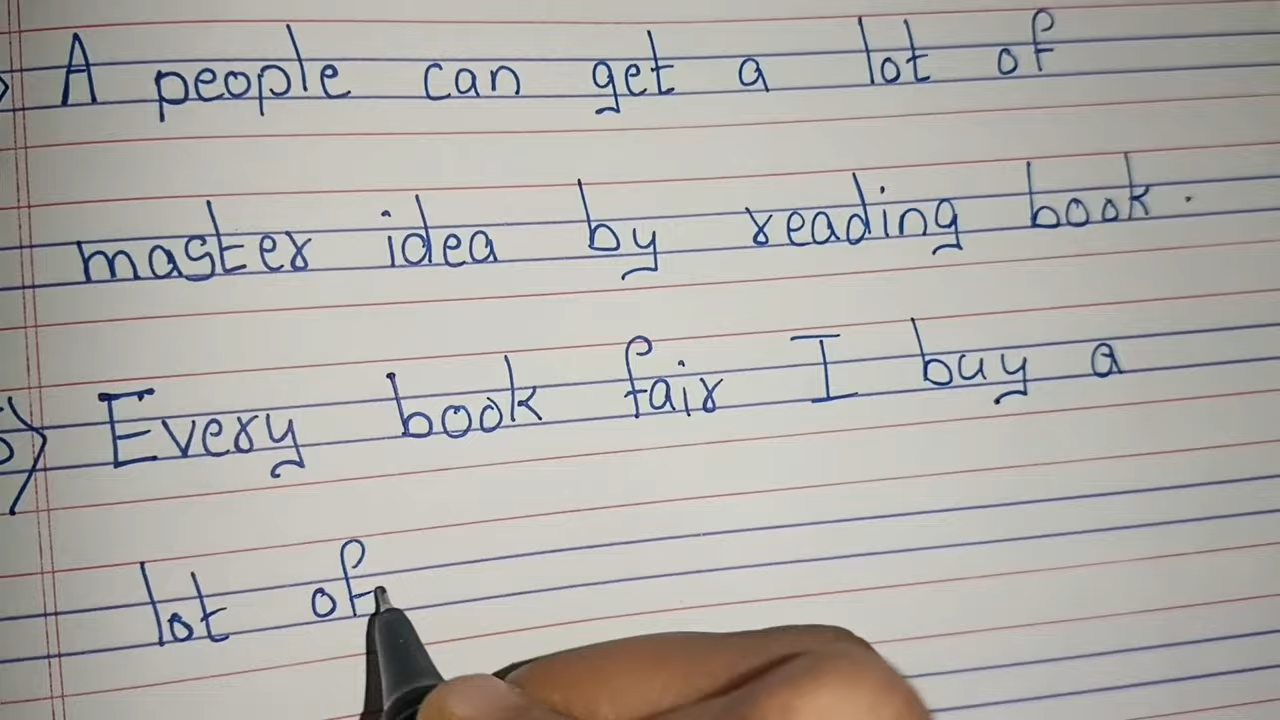 A people can get a lot of
master idea by reading book.
Every book fair I buy a
lot of